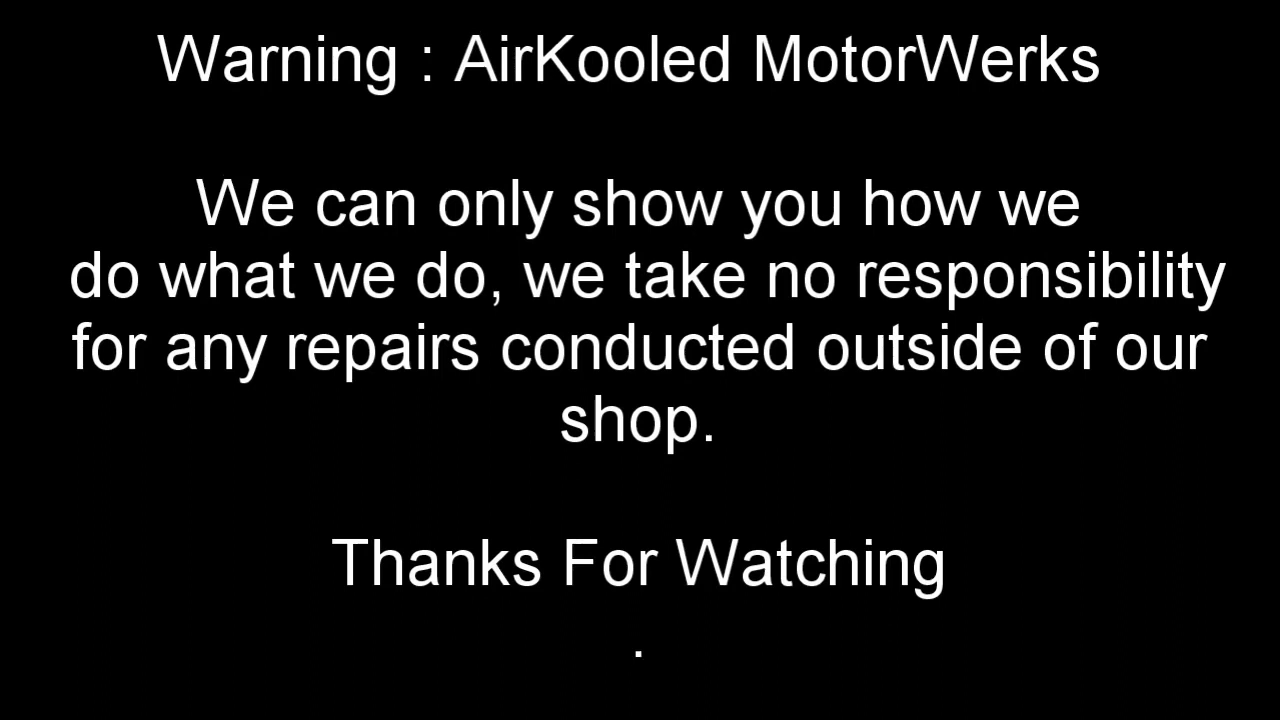 Warning : AirKooled MotorWerks
We can only show you how we
do what we do, we take no responsibility
for any repairs conducted outside of our
shop.
Thanks For Watching
.